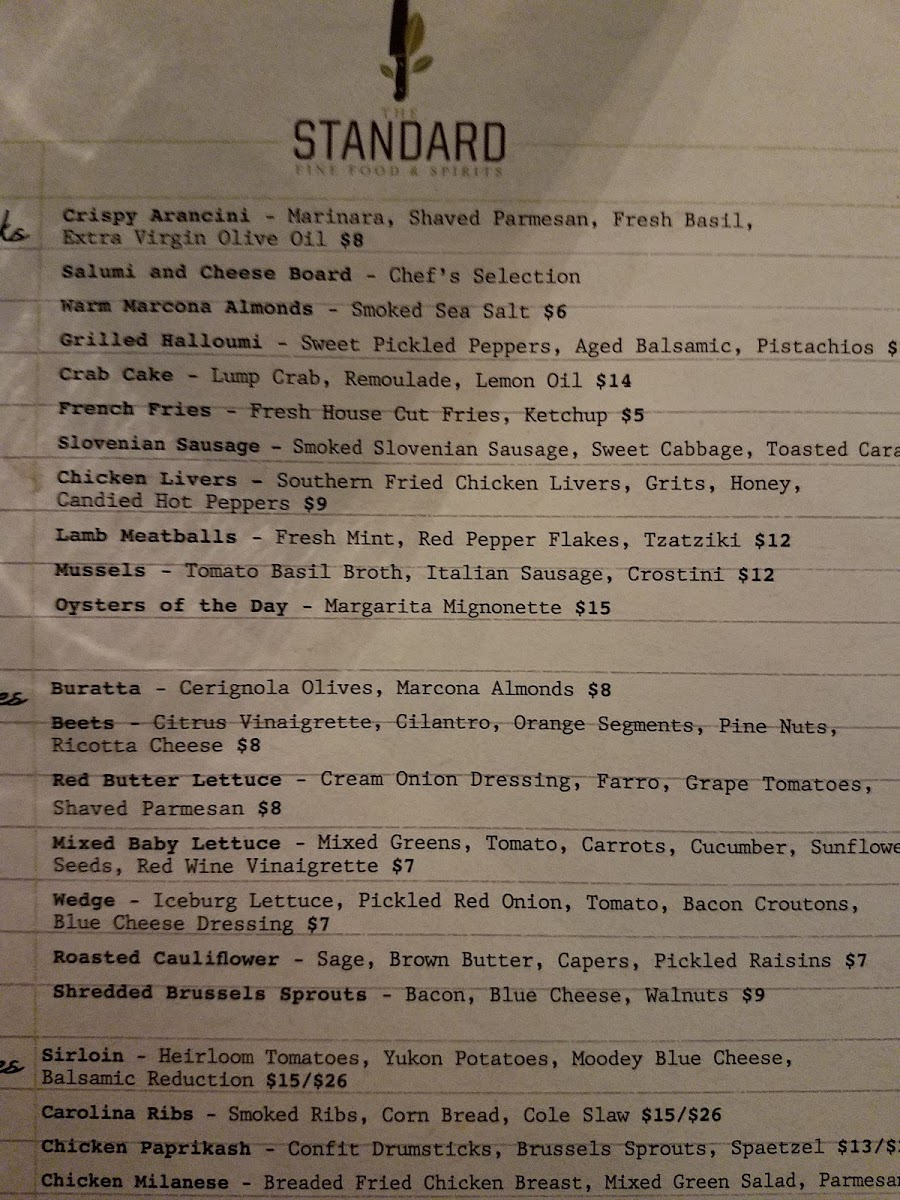 THE
STANDARD
FINE FOOD & SPIRITS
ts
Crispy Arancini - Marinara, Shaved Parmesan, Fresh Basil,
Extra Virgin Olive Oil $8
Salumi and Cheese Board - Chef's Selection
Warm Marcona Almonds - Smoked Sea Salt $6
Grilled Halloumi - Sweet Pickled Peppers, Aged Balsamic, Pistachios $
Crab Cake - Lump Crab, Remoulade, Lemon Oil $14
French Fries - Fresh House Cut Fries, Ketchup $5
Slovenian Sausage - Smoked Slovenian Sausage, Sweet Cabbage, Toasted Cara
Chicken Livers - Southern Fried Chicken Livers, Grits, Honey,
Candied Hot Peppers $9
Lamb Meatballs - Fresh Mint, Red Pepper Flakes, Tzatziki $12
Mussels - Tomato Basil Broth, Italian Sausage, Crostini $12
Oysters of the Day - Margarita Mignonette $15
es
Buratta - Cerignola Olives, Marcona Almonds $8
Beets - Citrus Vinaigrette, Cilantro, Orange Segments, Pine Nuts,
Ricotta Cheese $8
Red Butter Lettuce - Cream Onion Dressing, Farro, Grape Tomatoes,
Shaved Parmesan $8
Mixed Baby Lettuce - Mixed Greens, Tomato, Carrots, Cucumber, Sunflowe
Seeds, Red Wine Vinaigrette $7
Wedge - Iceburg Lettuce, Pickled Red Onion, Tomato, Bacon Croutons,
Blue Cheese Dressing $7
Roasted Cauliflower - Sage, Brown Butter, Capers, Pickled Raisins $7
Shredded Brussels Sprouts - Bacon, Blue Cheese, Walnuts $9
es
Sirloin - Heirloom Tomatoes, Yukon Potatoes, Moodey Blue Cheese,
Balsamic Reduction $15/$26
Carolina Ribs - Smoked Ribs, Corn Bread, Cole Slaw $15/$26
Chicken Paprikash - Confit Drumsticks, Brussels Sprouts, Spaetzel $13/$
Chicken Milanese - Breaded Fried Chicken Breast, Mixed Green Salad, Parmesan